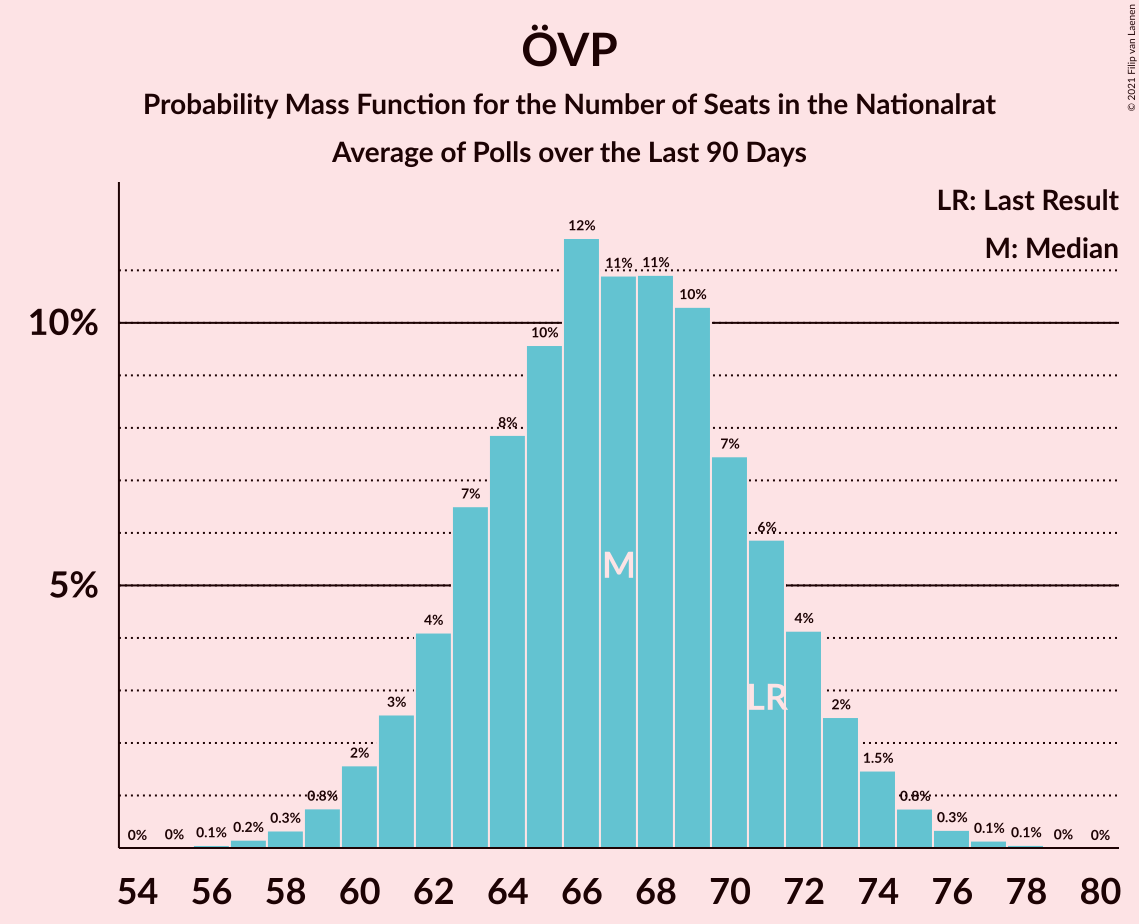 ÖVP
Probability Mass Function for the Number of Seats in the Nationalrat
Average of Polls over the Last 90 Days
© 2021 Filip van Laenen
LR: Last Result
M: Median
10%
5%
0% 0% 0.1% 0.2% 0.3% 0.8% 2% 3% 4% 7% 8% 10% 12% 11% 11% 10% 7% 6% 4% 2% 1.5% 0.8% 0.3% 0.1% 0.1% 0% 0%
M
LR
54 56 58 60 62 64 66 68 70 72 74 76 78 80